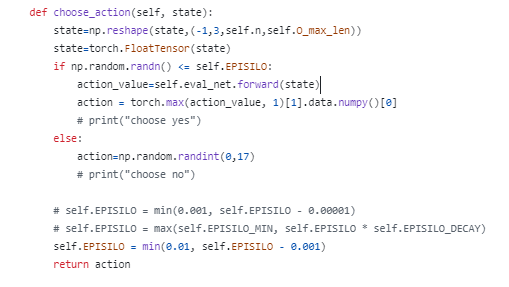 def choose_action(self, state):
    state=np.reshape(state,(-1,3,self.n,self.O_max_len))
    state=torch.FloatTensor(state)
    if np.random.randn() <= self.EPISILO:
        action_value=self.eval_net.forward(state)
        action = torch.max(action_value, 1)[1].data.numpy()[0]
        # print("choose yes")
    else:
        action=np.random.randint(0,17)
        # print("choose no")
    # self.EPISILO = min(0.001, self.EPISILO - 0.00001)
    # self.EPISILO = max(self.EPISILO_MIN, self.EPISILO * self.EPISILO_DECAY)
    self.EPISILO = min(0.01, self.EPISILO - 0.001)
    return action